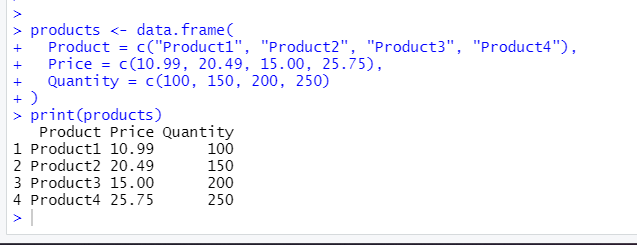 >
> products <- data.frame(
+   Product = c("Product1", "Product2", "Product3", "Product4"),
+   Price = c(10.99, 20.49, 15.00, 25.75),
+   Quantity = c(100, 150, 200, 250)
+ )
> print(products)
   Product Price Quantity
1 Product1 10.99      100
2 Product2 20.49      150
3 Product3 15.00      200
4 Product4 25.75      250
>